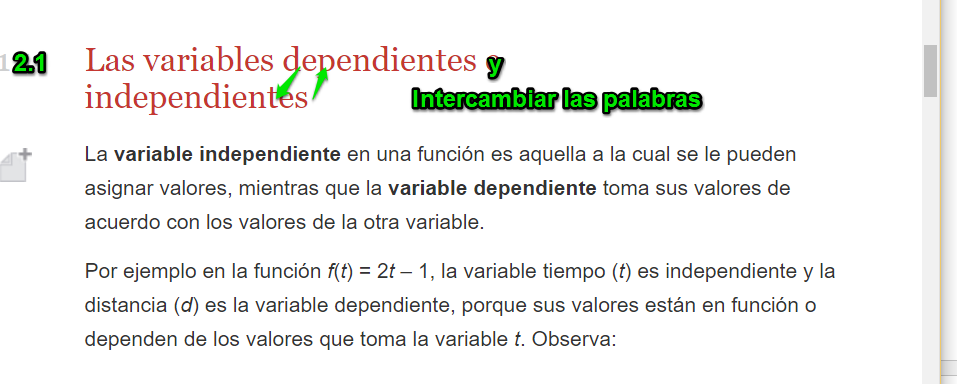 2.1 Las variables dependientes y
independientes
Intercambiar las palabras
La variable independiente en una función es aquella a la cual se le pueden
asignar valores, mientras que la variable dependiente toma sus valores de
acuerdo con los valores de la otra variable.
Por ejemplo en la función f(t) = 2t – 1, la variable tiempo (t) es independiente y la
distancia (d) es la variable dependiente, porque sus valores están en función o
dependen de los valores que toma la variable t. Observa: